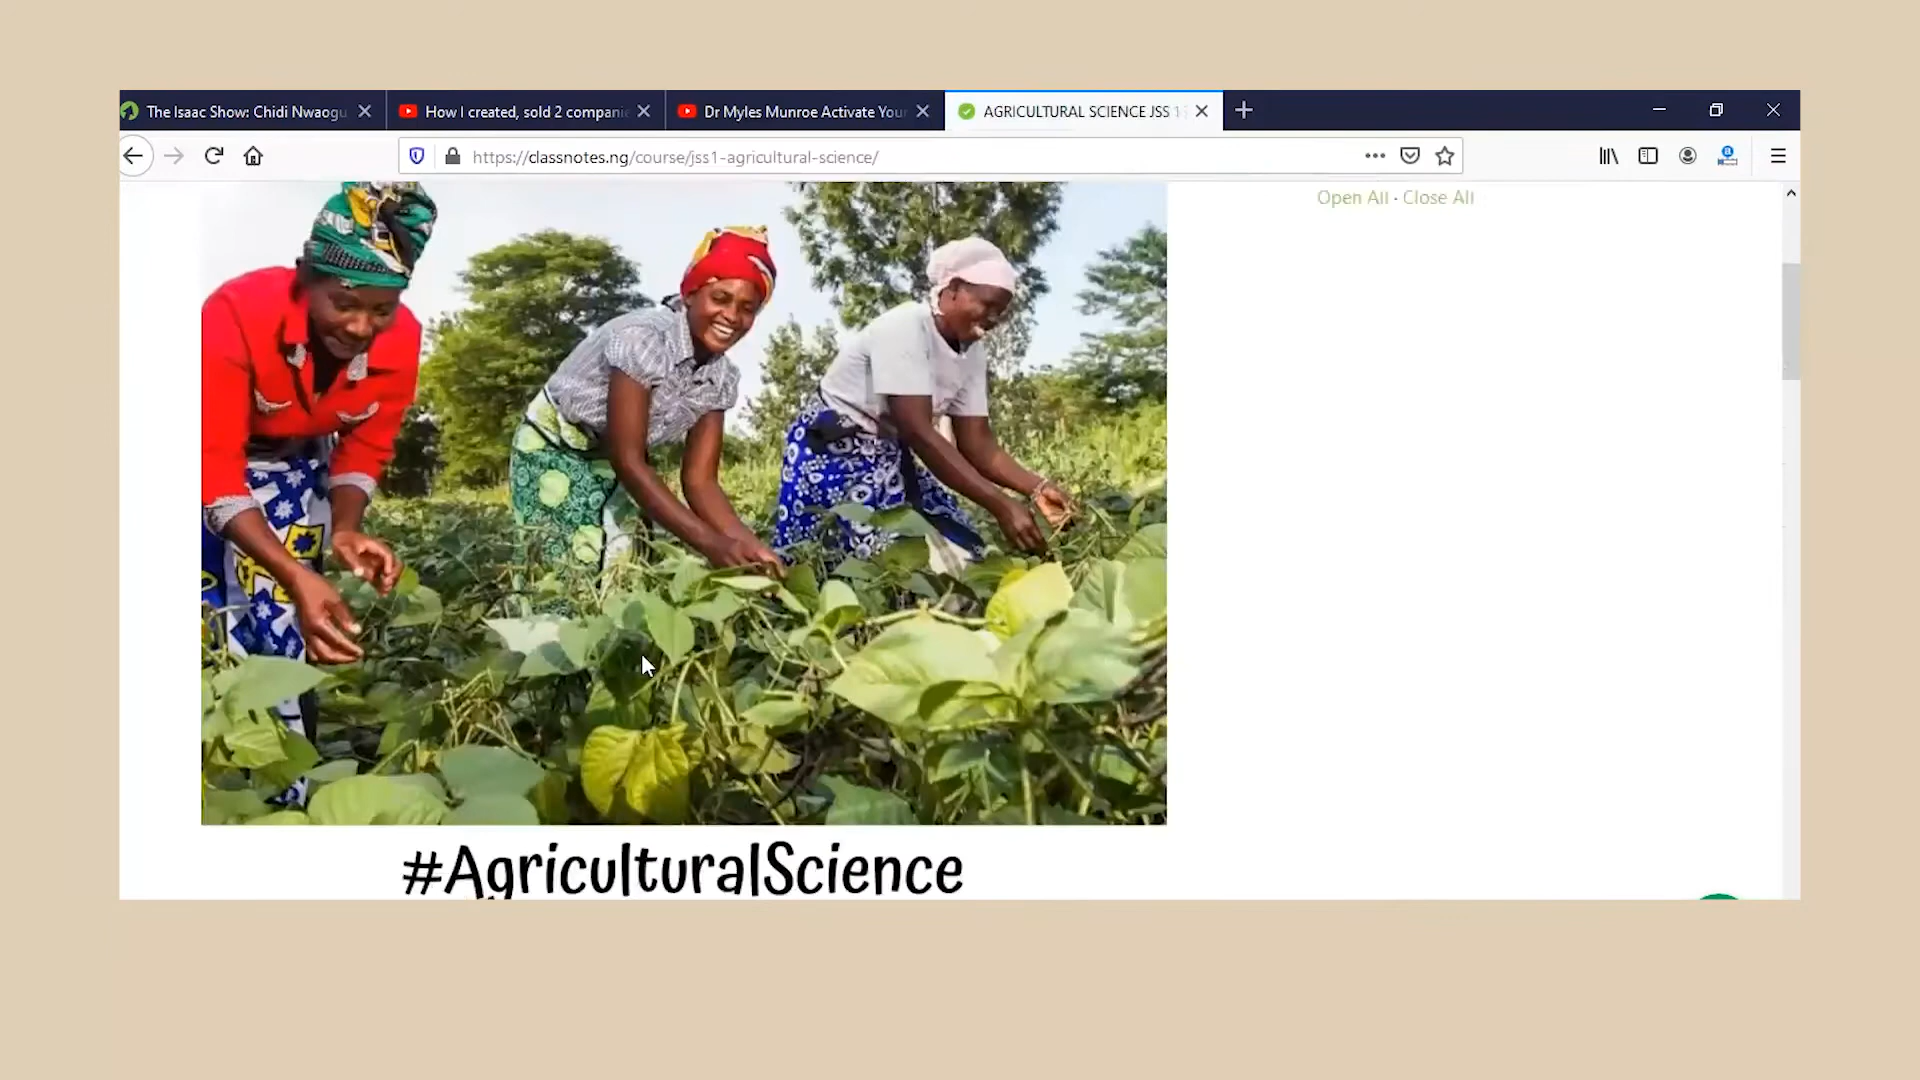 The Isaac Show: Chidi Nwaogu
How I created, sold 2 companie
Dr Myles Munroe Activate Your
AGRICULTURAL SCIENCE JSS 1
https://classnotes.ng/course/jss1-agricultural-science/
Open All · Close All
#AgriculturalScience